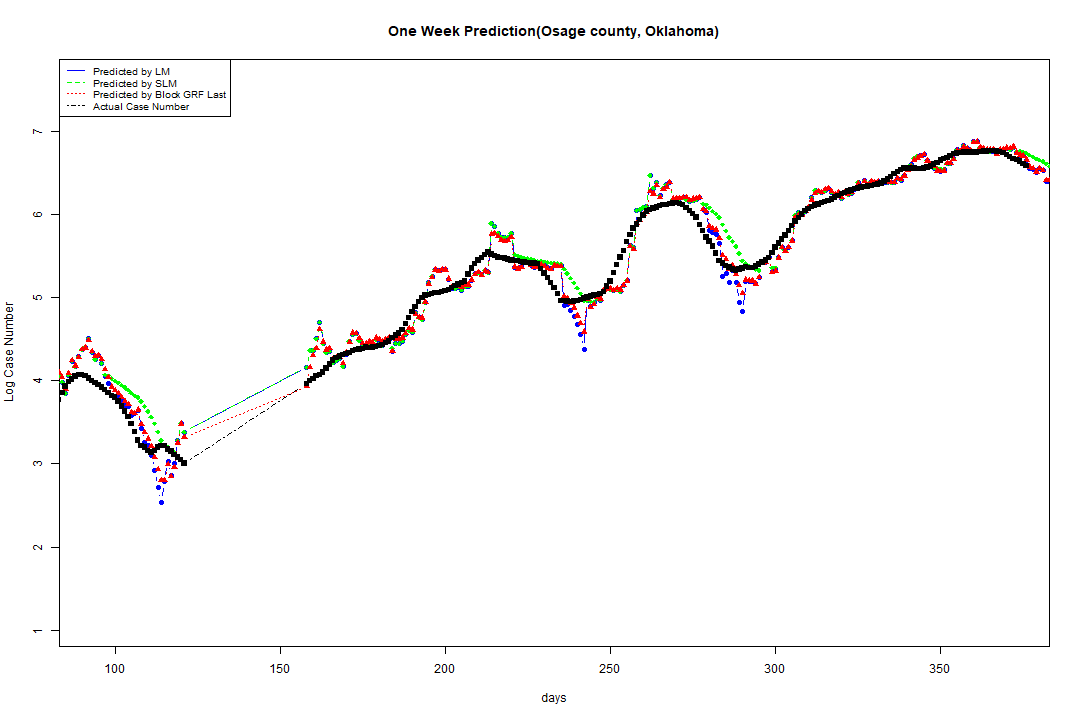 One Week Prediction(Osage county, Oklahoma)
Predicted by LM
Predicted by SLM
Predicted by Block GRF Last
Actual Case Number
Log Case Number
7
6
5
4
3
2
1
100 150 200 250 300 350
days